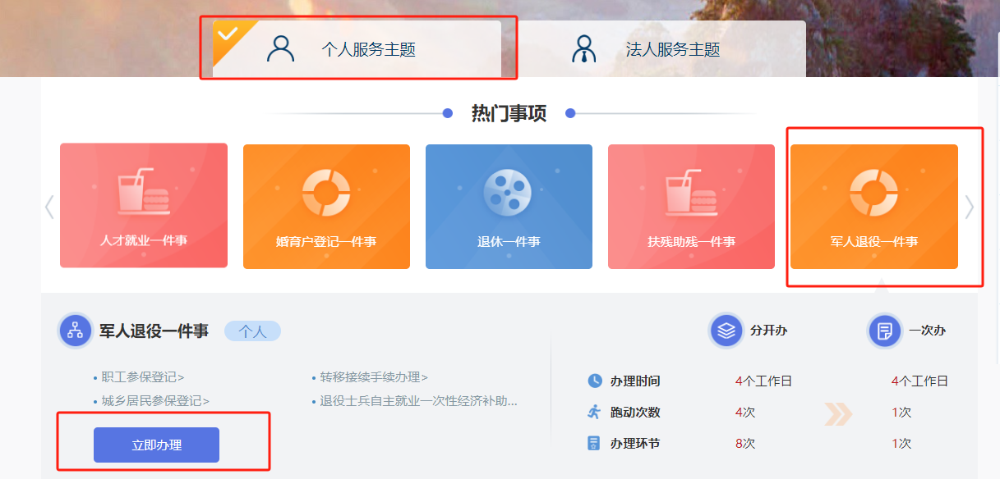 个人服务主题
法人服务主题
热门事项
人才就业一件事
婚育户登记一件事
退休一件事
扶残助残一件事
军人退役一件事
军人退役一件事 个人
分开办 一次办
• 职工参保登记> • 转移接续手续办理>
• 城乡居民参保登记> • 退役士兵自主就业一次性经济补助...
立即办理
办理时间 4个工作日 4个工作日
跑动次数 4次 1次
办理环节 8次 1次